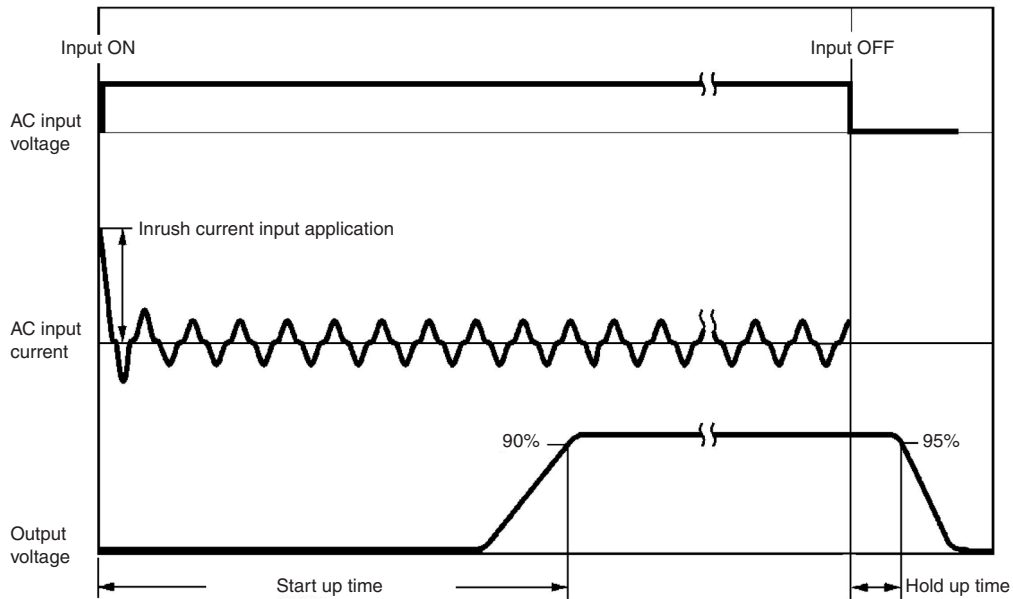 Input ON
Input OFF
AC input
voltage
Inrush current input application
AC input
current
90%
95%
Output
voltage
Start up time
Hold up time